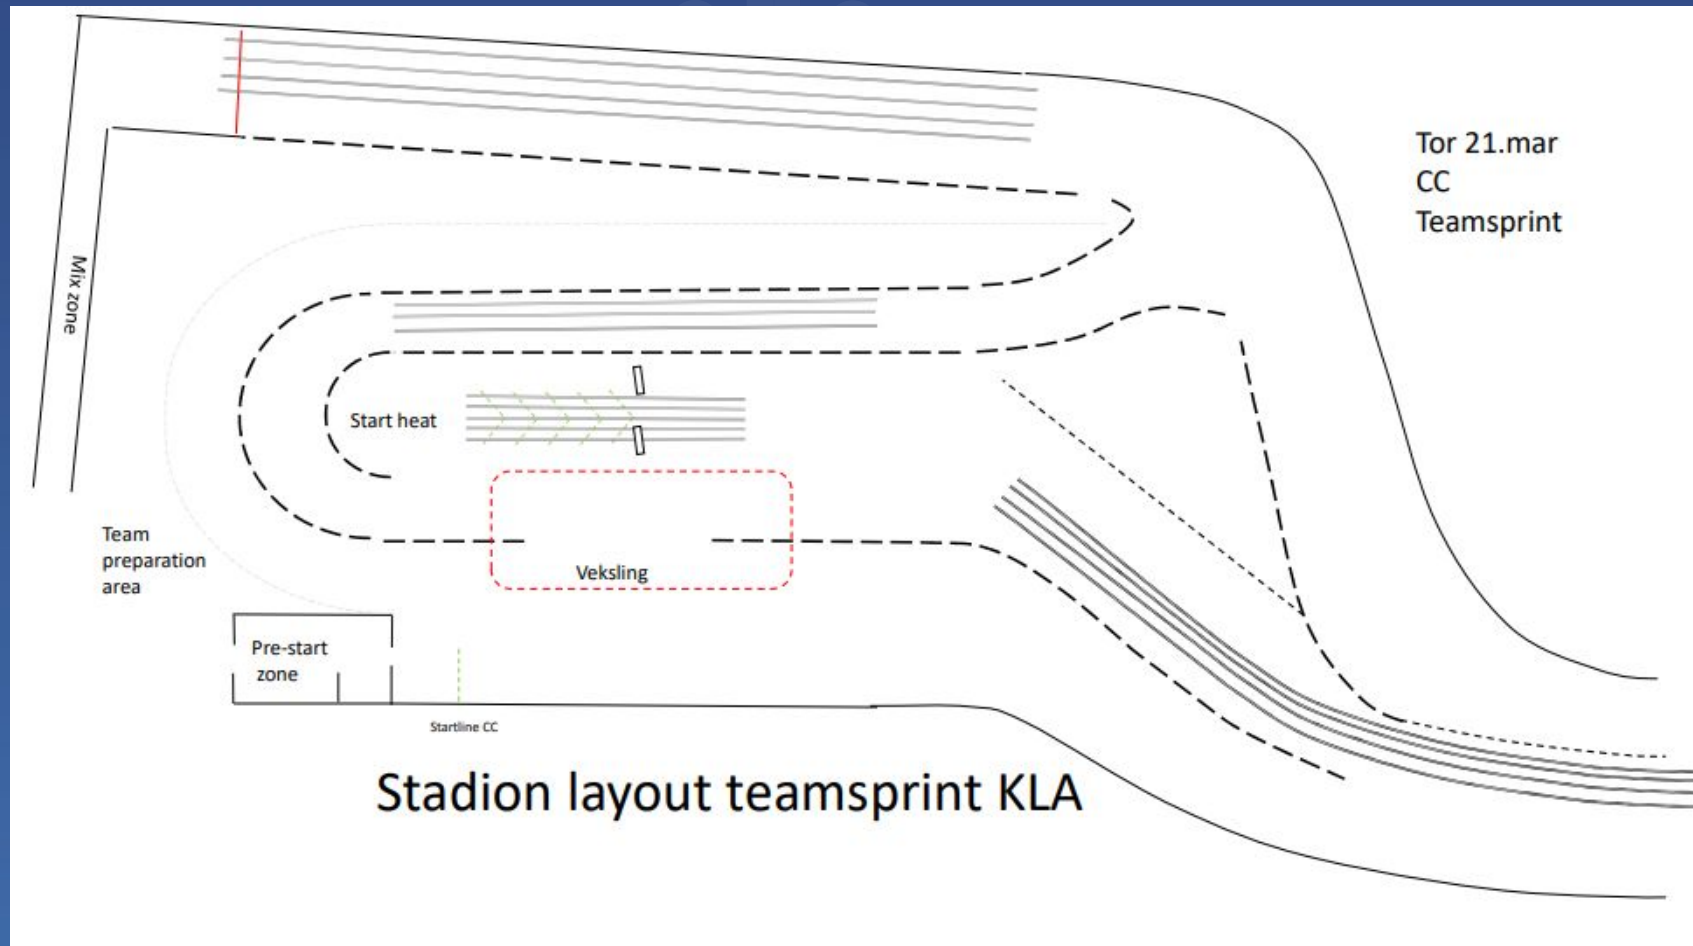 Tor 21.mar
CC
Teamsprint
Mix zone
Start heat
Team
preparation
area
Veksling
Pre-start
zone
Startline CC
Stadion layout teamsprint KLA